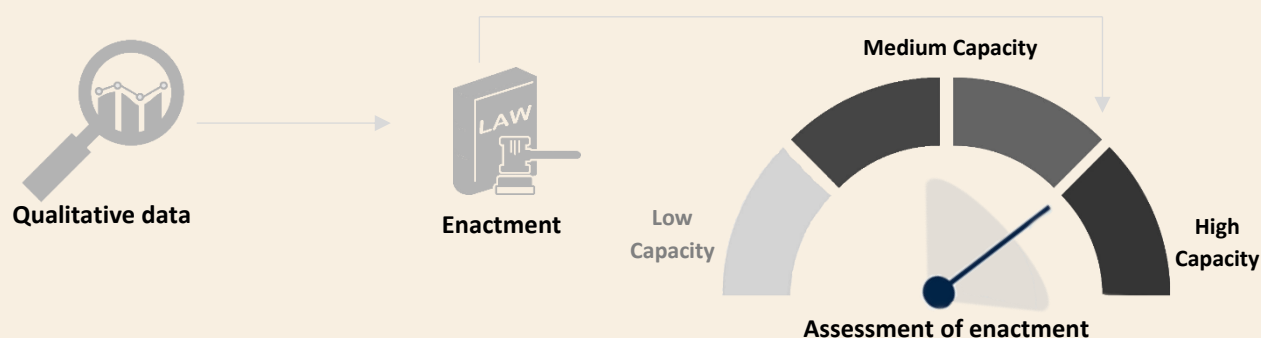 Medium Capacity
LAW
Qualitative data
Enactment
Low
Capacity
High
Capacity
Assessment of enactment